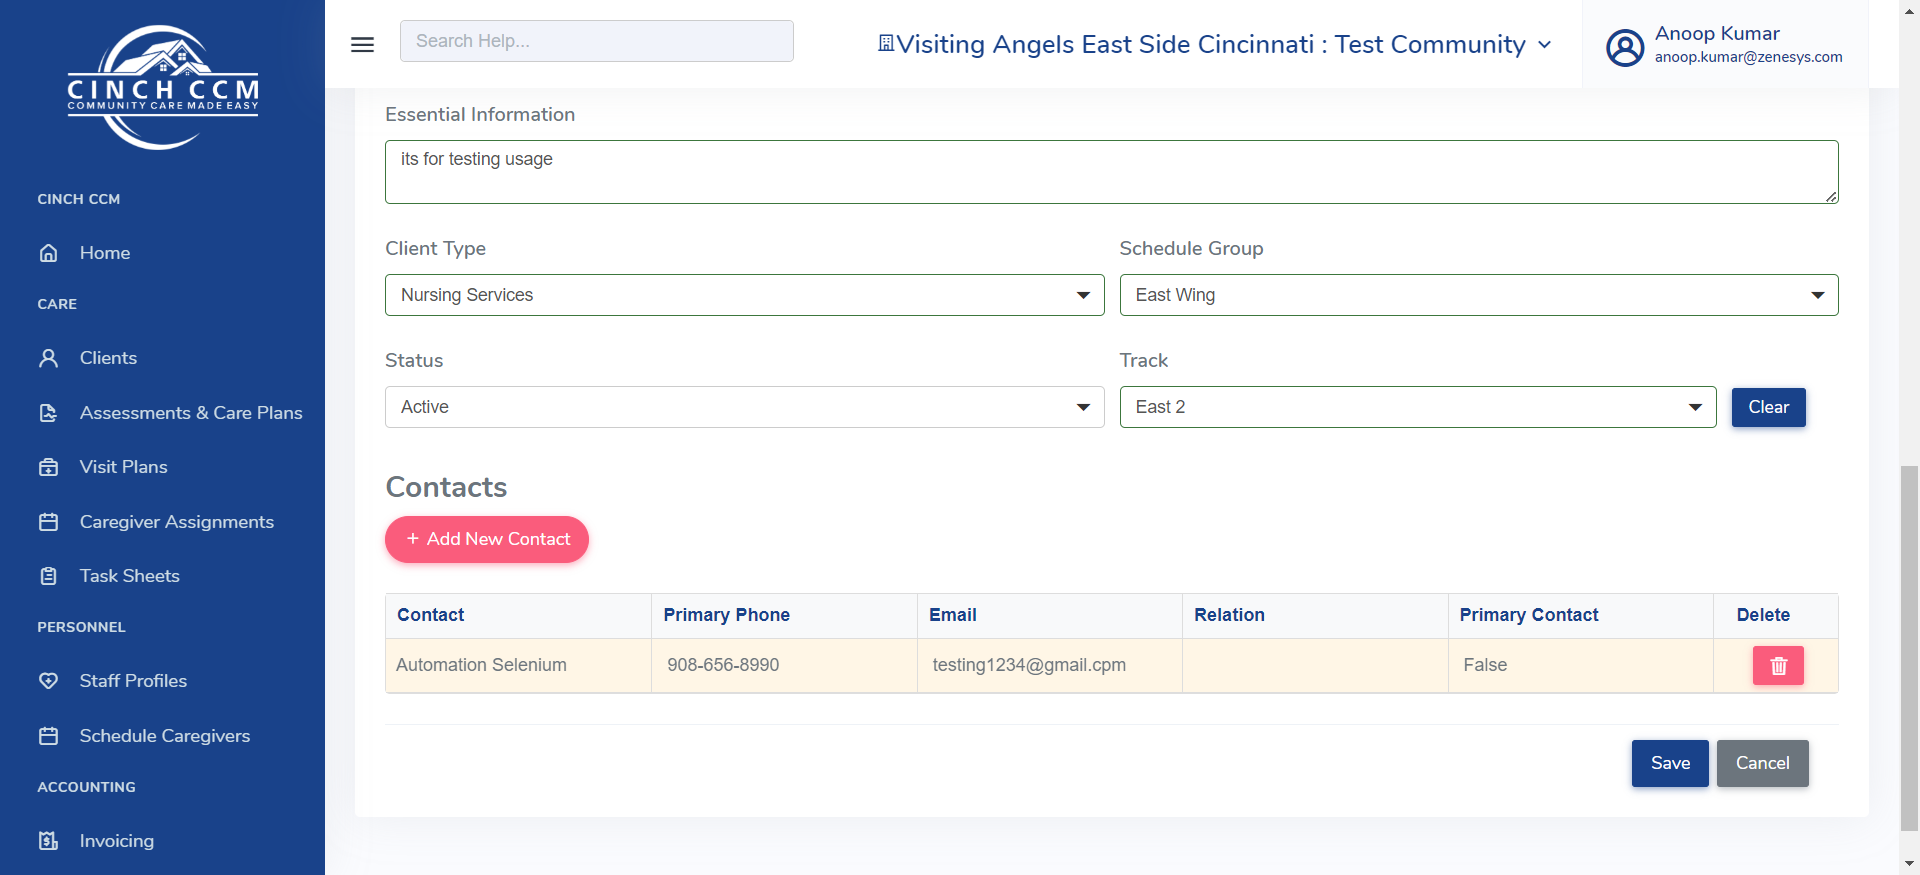 CINCH CCM
COMMUNITY CARE MADE EASY
CINCH CCM
Home
CARE
Clients
Assessments & Care Plans
Visit Plans
Caregiver Assignments
Task Sheets
PERSONNEL
Staff Profiles
Schedule Caregivers
ACCOUNTING
Invoicing
Search Help...
Visiting Angels East Side Cincinnati : Test Community
Anoop Kumar
anoop.kumar@zenesys.com
Essential Information
its for testing usage
Client Type
Schedule Group
Nursing Services
East Wing
Status
Track
Active
East 2
Clear
Contacts
+ Add New Contact
Contact Primary Phone Email Relation Primary Contact Delete
Automation Selenium 908-656-8990 testing1234@gmail.cpm False
Save Cancel